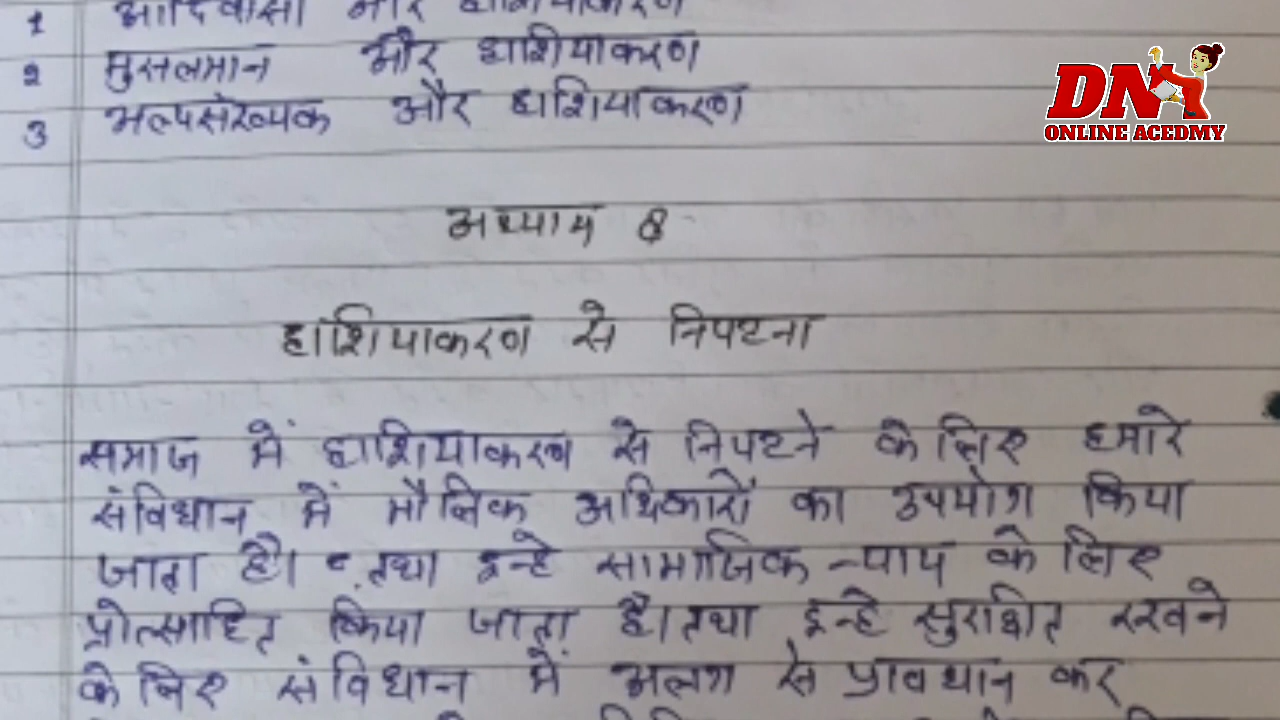 1 आदिवासी और हाशियाकरण
2 मुसलमान और हाशियाकरण
3 अल्पसंख्यक और हाशियाकरण
DN
ONLINE ACEDMY
अध्याय 8
हाशियाकरण से निपटना
समाज में हाशियाकरण से निपटने के लिए हमारे
संविधान में मौलिक अधिकारों का उपयोग किया
जाता है। तथा इन्हे सामाजिक न्याय के लिए
प्रोत्साहित किया जाता है। तथा इन्हे सुरक्षित रखने
के लिए संविधान में अलग से प्रावधान कर